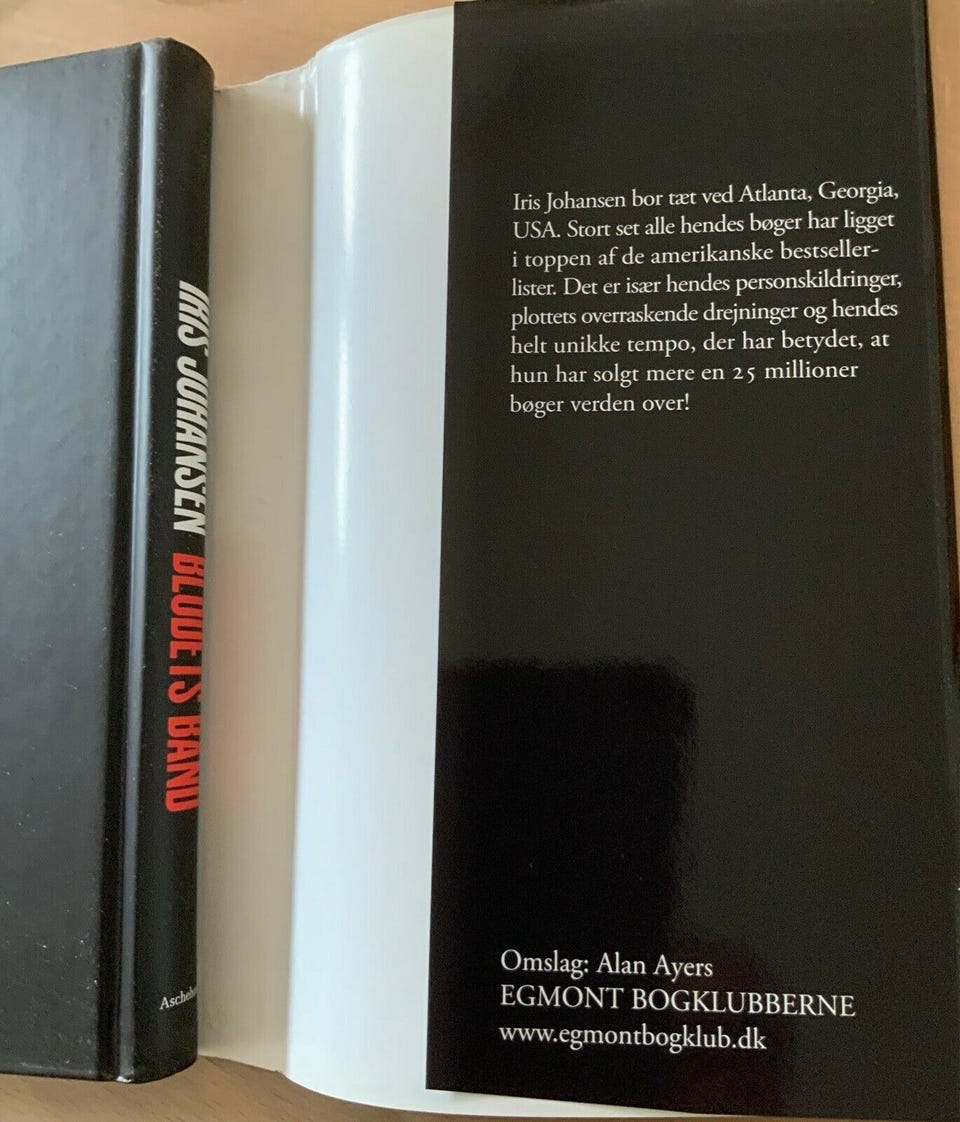 IRIS JOHANSEN BLODETS BÅND
Iris Johansen bor tæt ved Atlanta, Georgia,
USA. Stort set alle hendes bøger har ligget
i toppen af de amerikanske bestseller-
lister. Det er især hendes personskildringer,
plottets overraskende drejninger og hendes
helt unikke tempo, der har betydet, at
hun har solgt mere en 25 millioner
bøger verden over!
Omslag: Alan Ayers
EGMONT BOGKLUBBERNE
www.egmontbogklub.dk